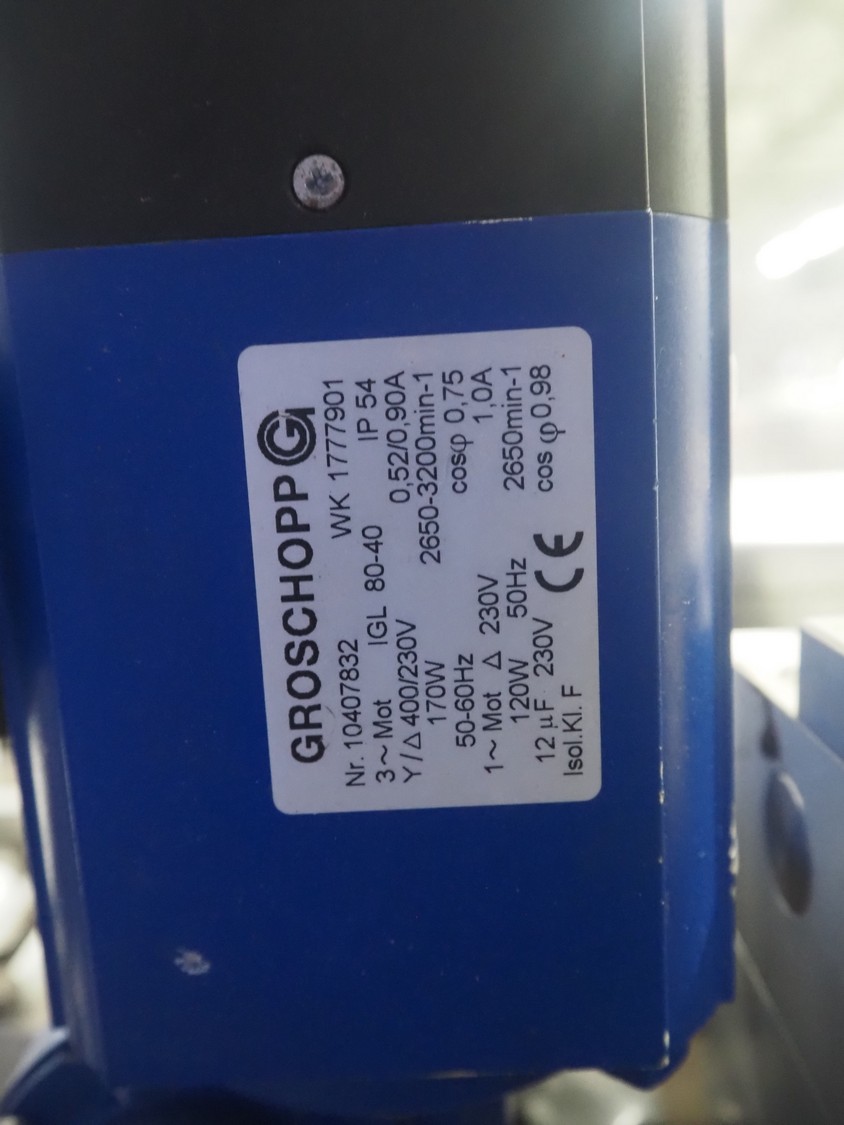 GROSCHOPP G
Nr. 10407832 WK 1777901
3~Mot IGL 80-40 IP 54
Y/Δ400/230V 0,52/0,90A
170W 2650-3200min-1
50-60Hz cosφ 0,75
1~Mot Δ 230V 1,0A
120W 50Hz 2650min-1
12 µF 230V cos φ0,98
Isol.Kl. F CE